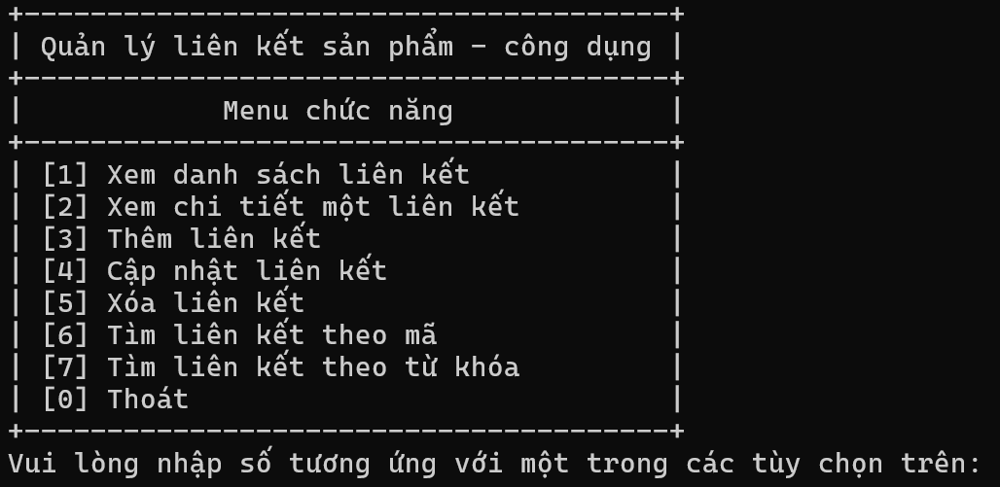 +---------------------------------------+
| Quản lý liên kết sản phẩm - công dụng |
+---------------------------------------+
|            Menu chức năng             |
+---------------------------------------+
| [1] Xem danh sách liên kết            |
| [2] Xem chi tiết một liên kết         |
| [3] Thêm liên kết                     |
| [4] Cập nhật liên kết                 |
| [5] Xóa liên kết                      |
| [6] Tìm liên kết theo mã              |
| [7] Tìm liên kết theo từ khóa         |
| [0] Thoát                             |
+---------------------------------------+
Vui lòng nhập số tương ứng với một trong các tùy chọn trên: